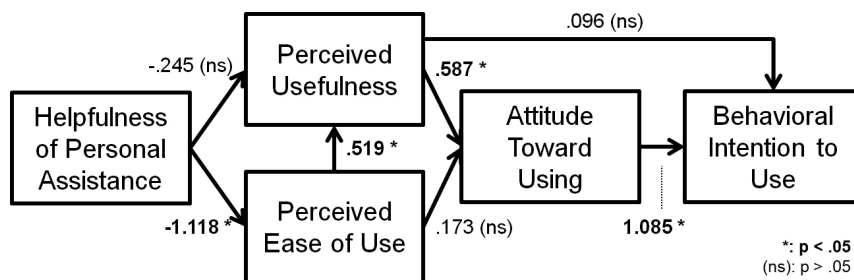 .096 (ns)
-.245 (ns)
Perceived
Usefulness
.587 *
Helpfulness
of Personal
Assistance
Attitude
Toward
Using
Behavioral
Intention to
Use
.519 *
-1.118 *
Perceived
Ease of Use
.173 (ns)
1.085 *
*: p < .05
(ns): p > .05